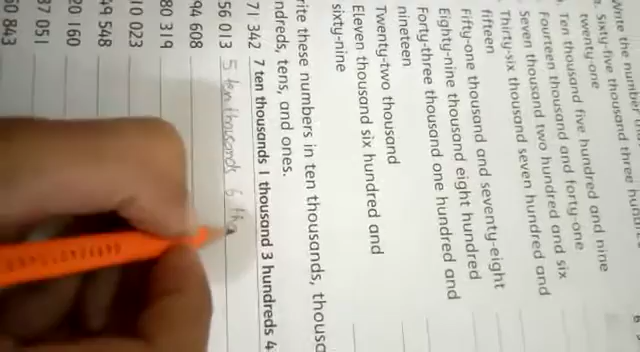 Write the number
a. Sixty-five thousand three hundred
twenty-one
Ten thousand five hundred and nine
Fourteen thousand and forty-one
Seven thousand two hundred and six
Thirty-six thousand seven hundred and
fifteen
Fifty-one thousand and seventy-eight
Eighty-nine thousand eight hundred
Forty-three thousand one hundred and
nineteen
Twenty-two thousand
Eleven thousand six hundred and
sixty-nine
rite these numbers in ten thousands, thousa
ndreds, tens, and ones.
71 342 7 ten thousands 1 thousand 3 hundreds 4
56 013 5 ten thousands 6 tho
94 608
80 319
10 023
49 548
20 160
37 051
60 843